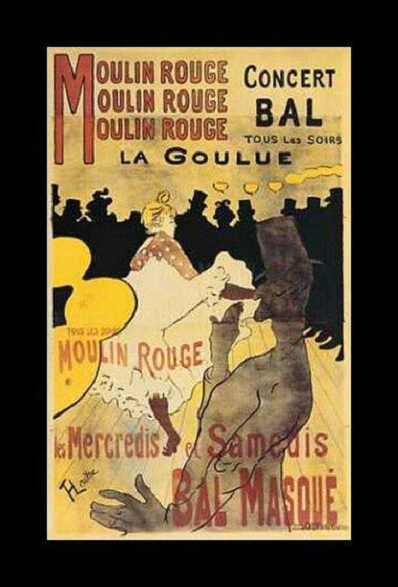 MOULIN ROUGE CONCERT
MOULIN ROUGE BAL
MOULIN ROUGE TOUS Les SOIRS
LA GOULUE
TOUS LES SOIRS
MOULIN ROUGE
les Mercredis et Samedis
BAL MASQUÉ